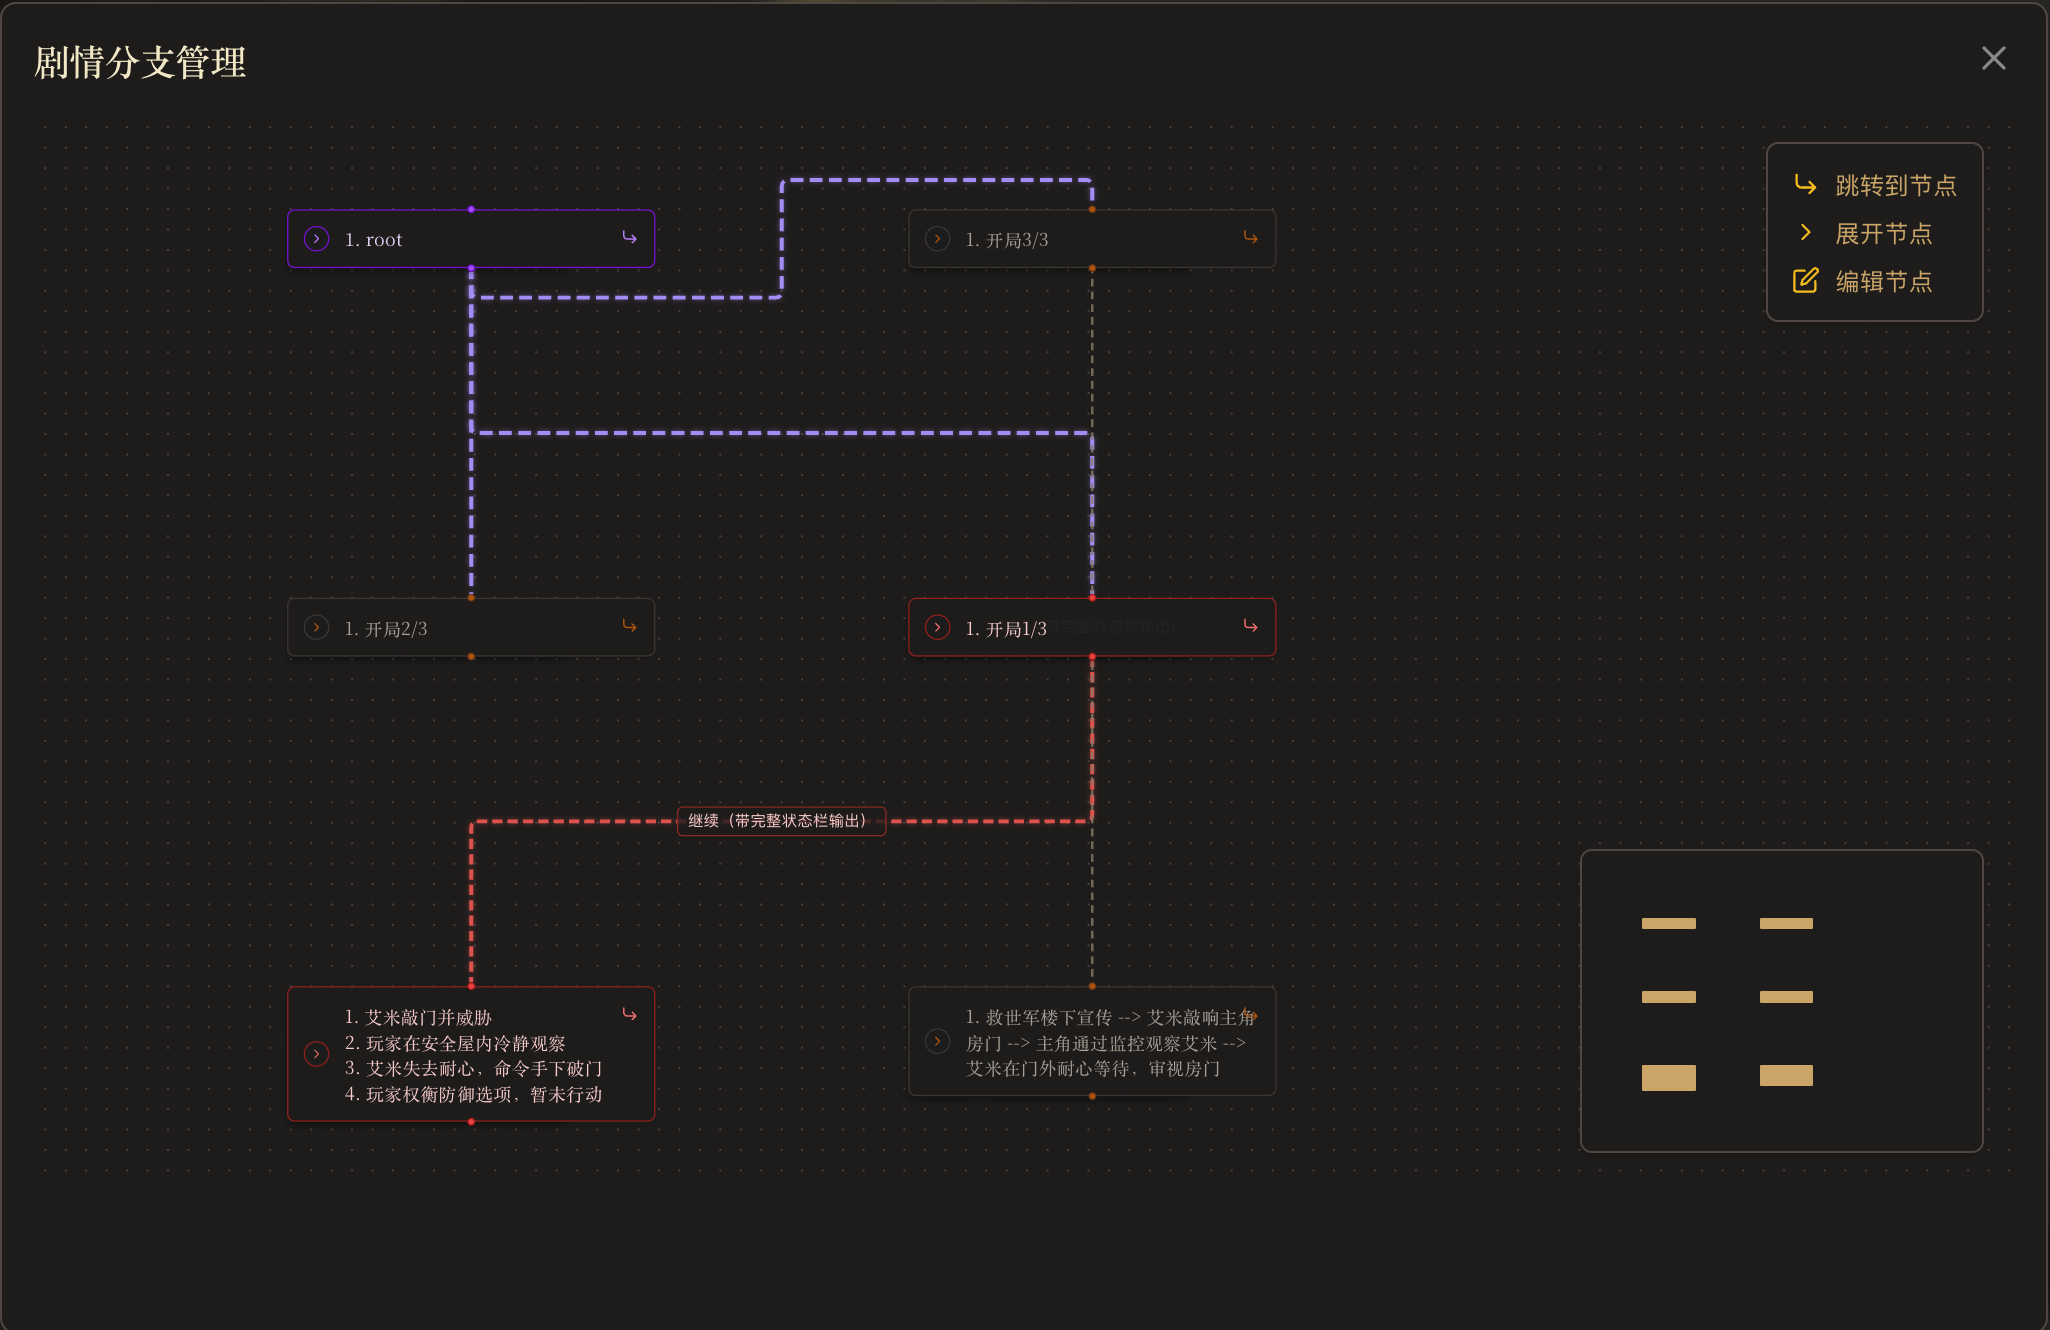 剧情分支管理
跳转到节点
展开节点
编辑节点
1. root
1. 开局3/3
1. 开局2/3
1. 开局1/3
继续（带完整状态栏输出）
1. 艾米敲门并威胁
2. 玩家在安全屋内冷静观察
3. 艾米失去耐心，命令手下破门
4. 玩家权衡防御选项，暂未行动
1. 救世军楼下宣传 --> 艾米敲响主角
房门 --> 主角通过监控观察艾米 -->
艾米在门外耐心等待，审视房门